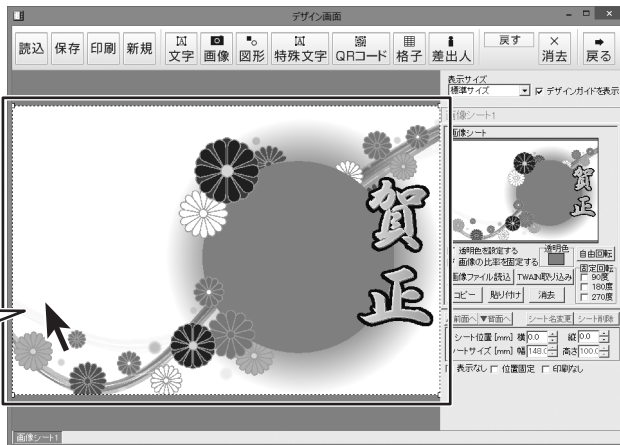 デザイン画面
読込 保存 印刷 新規 文字 画像 図形 特殊文字 QRコード 格子 差出人 戻す 消去 戻る
表示サイズ
標準サイズ デザインガイドを表示
画像シート1
画像シート
賀正
賀正
透明色を設定する 透明色
画像の比率を固定する 自由回転
画像ファイル読込 TWAIN取り込み 固定回転
90度
コピー 貼り付け 消去 180度
270度
前面へ ▼背面へ シート名変更 シート削除
シート位置 [mm] 横 0.0 縦 0.0
シートサイズ [mm] 幅 148.0 高さ 100.0
表示なし 位置固定 印刷なし
画像シート1